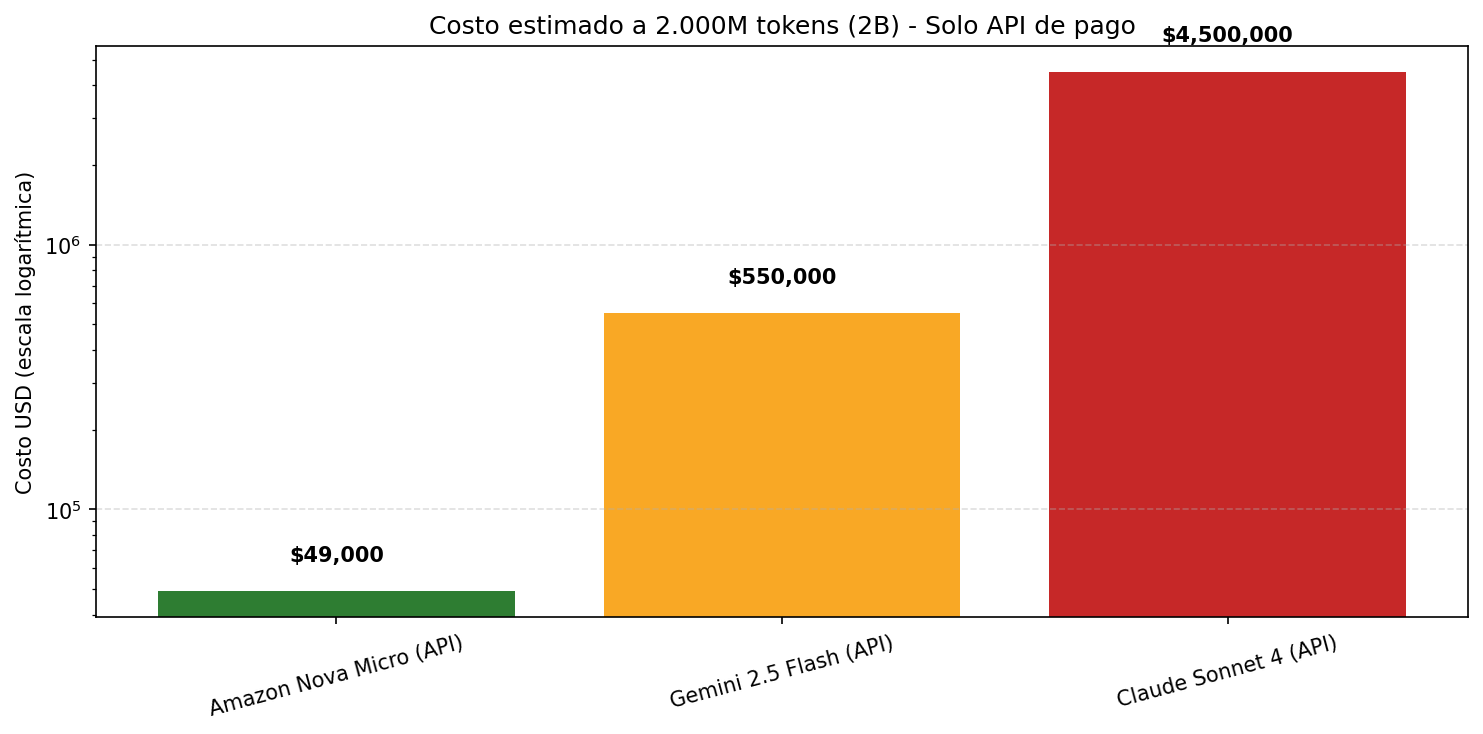 Costo estimado a 2.000M tokens (2B) - Solo API de pago
$4,500,000
$550,000
$49,000
Costo USD (escala logarítmica)
10⁶
10⁵
Amazon Nova Micro (API)
Gemini 2.5 Flash (API)
Claude Sonnet 4 (API)